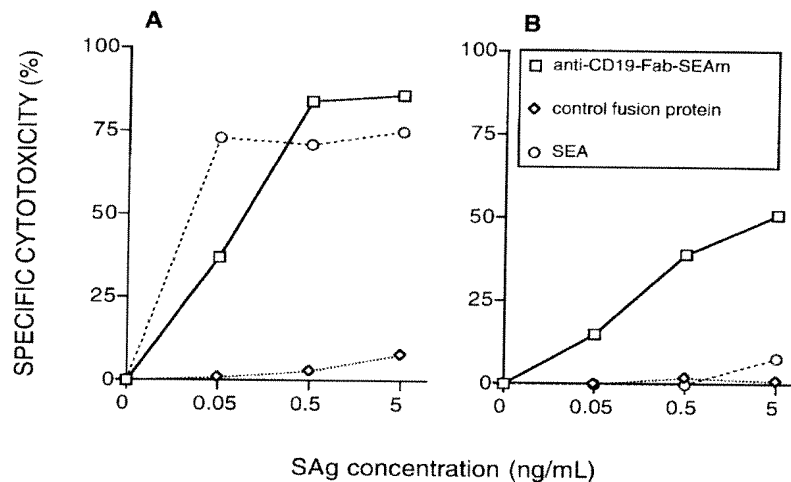 A
B
SPECIFIC CYTOTOXICITY (%)
100
75
50
25
0
0
0.05
0.5
5
100
75
50
25
0
0
0.05
0.5
5
anti-CD19-Fab-SEAm
control fusion protein
SEA
SAg concentration (ng/mL)